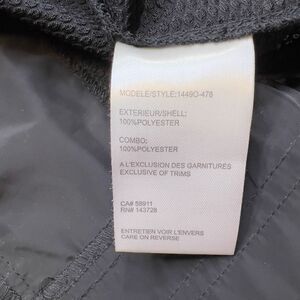 MODELE/STYLE:1449O-478
EXTERIEUR/SHELL:
100%POLYESTER
COMBO:
100%POLYESTER
A L'EXCLUSION DES GARNITURES
EXCLUSIVE OF TRIMS
CA# 58911
RN# 143728
ENTRETIEN VOIR L'ENVERS
CARE ON REVERSE